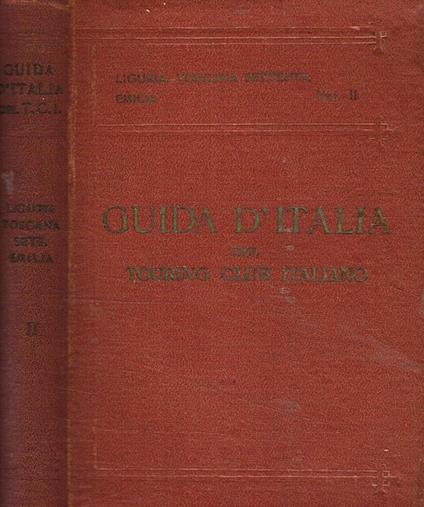 GUIDA
D'ITALIA
DEL T.C.I.
LIGURIA
TOSCANA
SETT.
EMILIA
II
LIGURIA, TOSCANA SETTENTR.
EMILIA
Vol. II
GUIDA D'ITALIA
DEL
TOURING CLUB ITALIANO